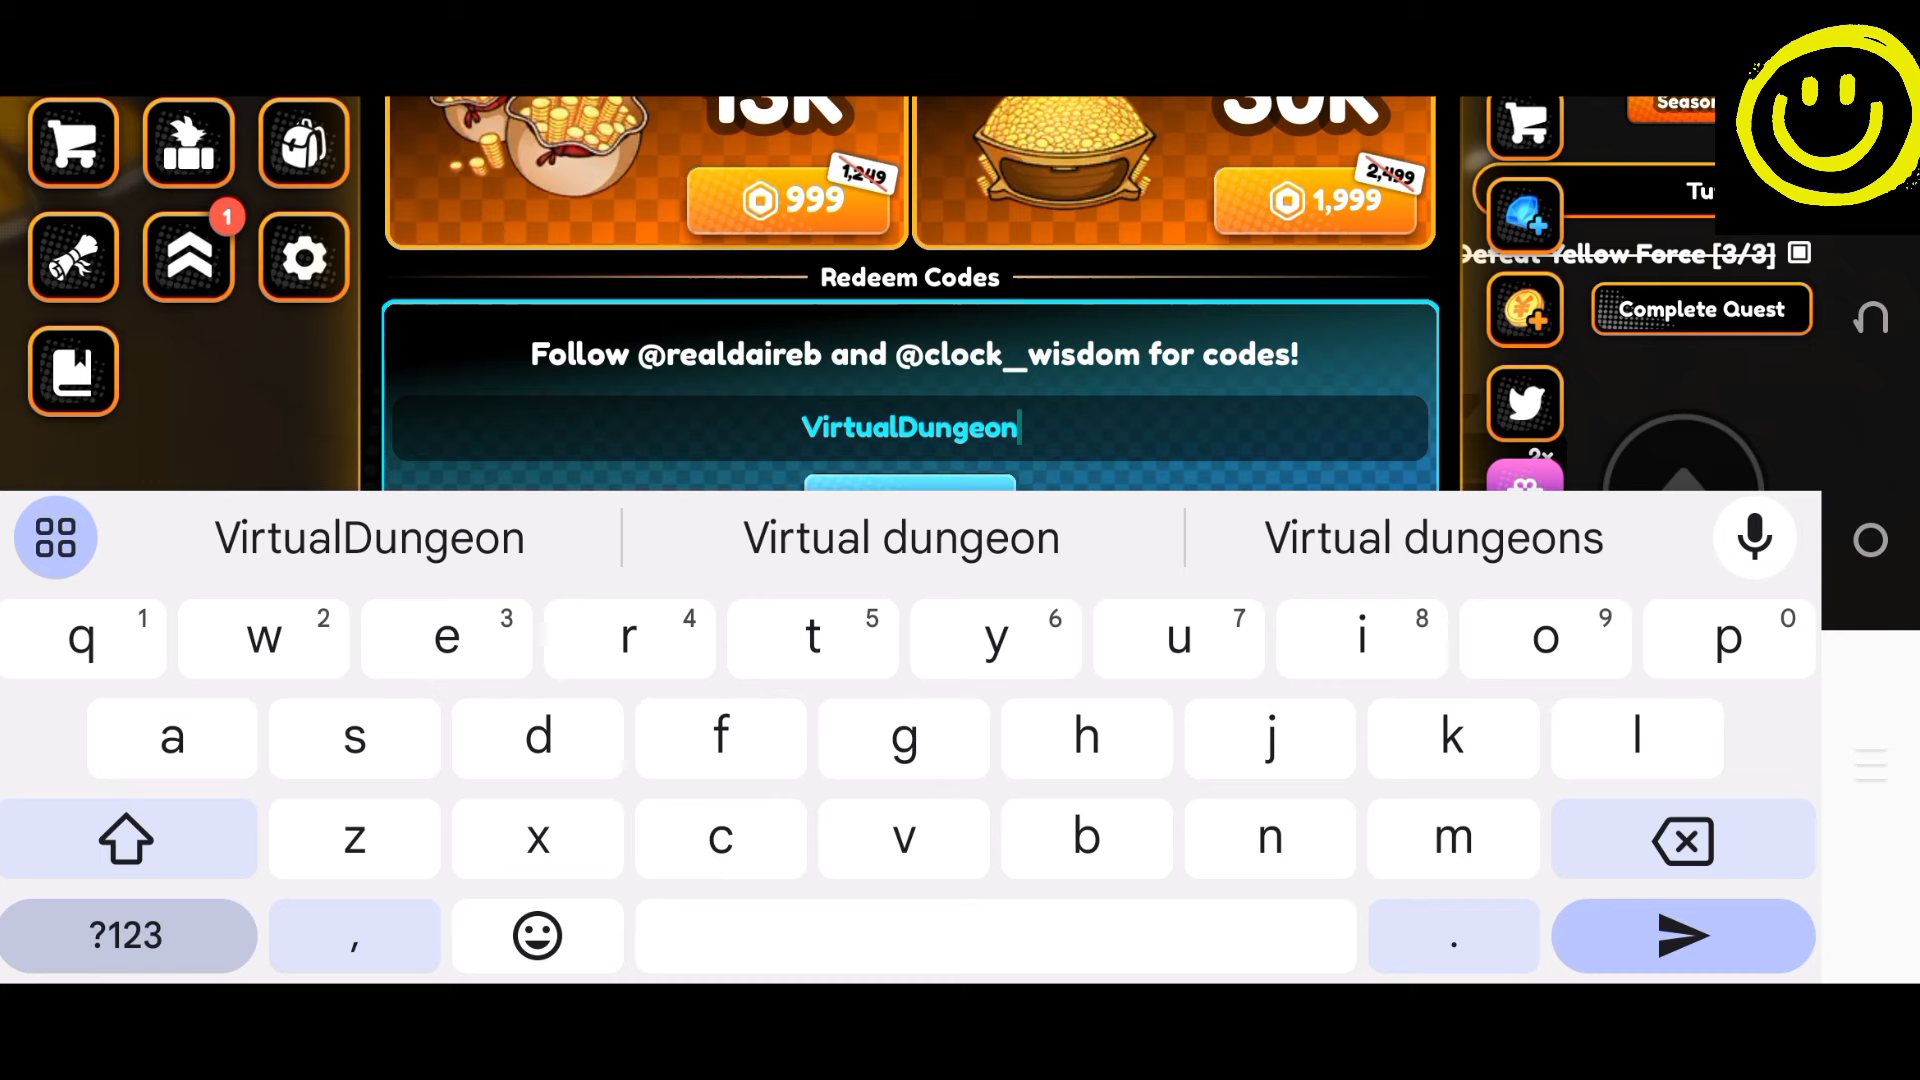 13K
30K
1,249
999
2,499
1,999
Season
Tu
1
Defeat Yellow Force [3/3]
Complete Quest
Redeem Codes
Follow @realdaireb and @clock_wisdom for codes!
VirtualDungeon
2x
VirtualDungeon
Virtual dungeon
Virtual dungeons
q 1 w 2 e 3 r 4 t 5 y 6 u 7 i 8 o 9 p 0
a s d f g h j k l
z x c v b n m
?123 , .